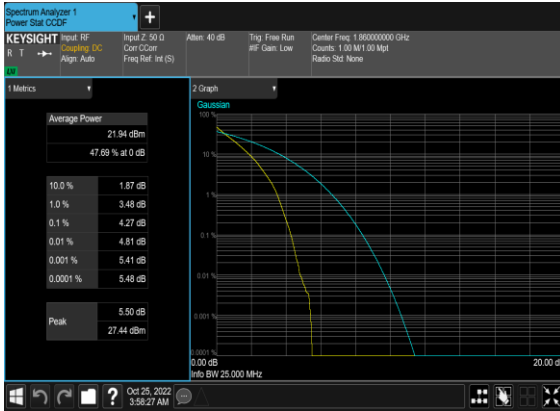 Spectrum Analyzer 1
Power Stat CCDF
KEYSIGHT
R T
Input: RF
Coupling: DC
Align: Auto
Input Z: 50 Ω
Corr CCorr
Freq Ref: Int (S)
Atten: 40 dB
Trig: Free Run
#IF Gain: Low
Center Freq: 1.860000000 GHz
Counts: 1.00 M/1.00 Mpt
Radio Std: None
1 Metrics
Average Power
21.94 dBm
47.69 % at 0 dB
10.0 % 1.87 dB
1.0 % 3.48 dB
0.1 % 4.27 dB
0.01 % 4.81 dB
0.001 % 5.41 dB
0.0001 % 5.48 dB
Peak
5.50 dB
27.44 dBm
2 Graph
Gaussian
100 %
10 %
1 %
0.1 %
0.01 %
0.001 %
0.0001 %
0.00 dB
20.00 d
Info BW 25.000 MHz
?
Oct 25, 2022
3:58:27 AM